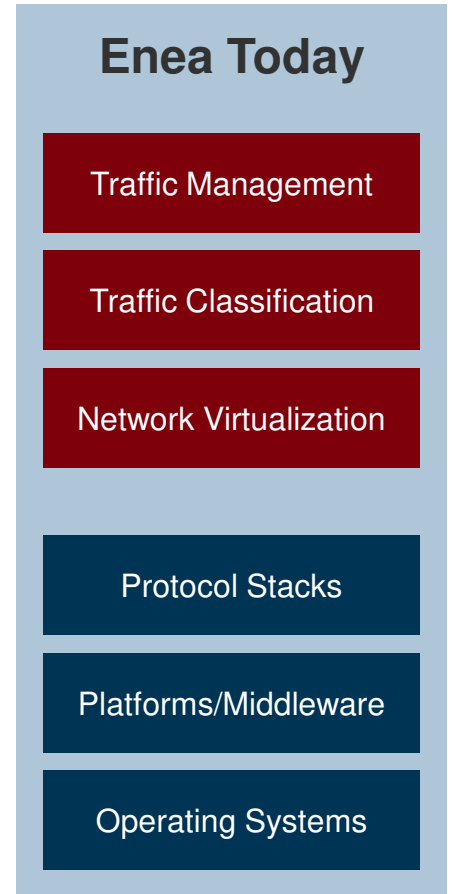 Enea Today
Traffic Management
Traffic Classification
Network Virtualization
Protocol Stacks
Platforms/Middleware
Operating Systems